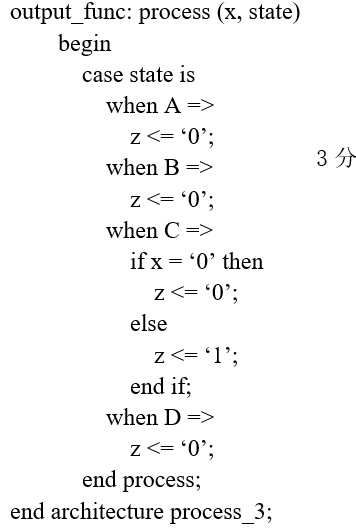 output_func: process (x, state)
begin
case state is
when A =>
z <= ‘0’;
when B =>
3 分
z <= ‘0’;
when C =>
if x = ‘0’ then
z <= ‘0’;
else
z <= ‘1’;
end if;
when D =>
z <= ‘0’;
end process;
end architecture process_3;